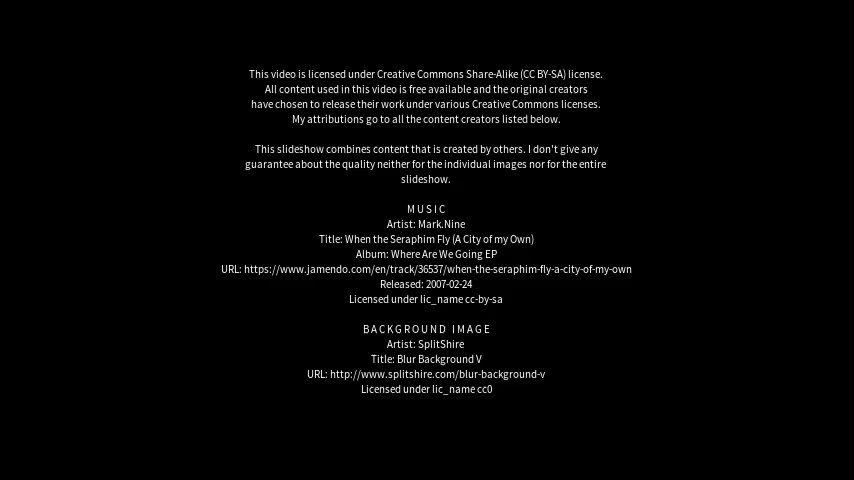 This video is licensed under Creative Commons Share-Alike (CC BY-SA) license.
All content used in this video is free available and the original creators
have chosen to release their work under various Creative Commons licenses.
My attributions go to all the content creators listed below.
This slideshow combines content that is created by others. I don't give any
guarantee about the quality neither for the individual images nor for the entire
slideshow.
MUSIC
Artist: Mark.Nine
Title: When the Seraphim Fly (A City of my Own)
Album: Where Are We Going EP
URL: https://www.jamendo.com/en/track/36537/when-the-seraphim-fly-a-city-of-my-own
Released: 2007-02-24
Licensed under lic_name cc-by-sa
BACKGROUND IMAGE
Artist: SplitShire
Title: Blur Background V
URL: http://www.splitshire.com/blur-background-v
Licensed under lic_name cc0